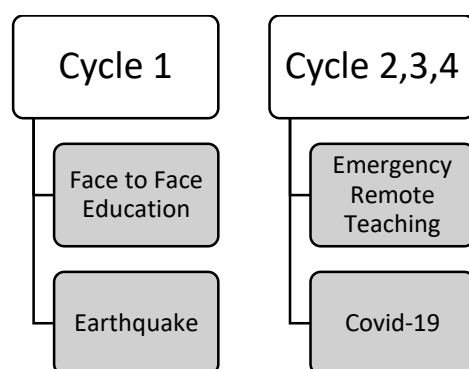 Cycle 1
Face to Face
Education
Earthquake
Cycle 2,3,4
Emergency
Remote
Teaching
Covid-19